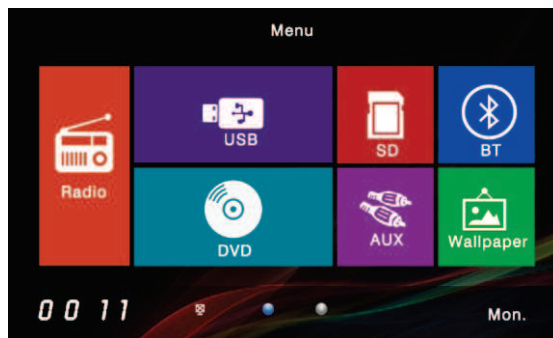 Menu
Radio
USB
SD
BT
DVD
AUX
Wallpaper
00 11
Mon.